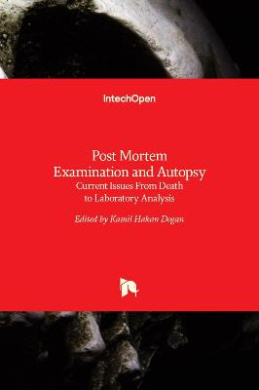 IntechOpen
Post Mortem
Examination and Autopsy
Current Issues From Death
to Laboratory Analysis
Edited by Kamil Hakan Dogan